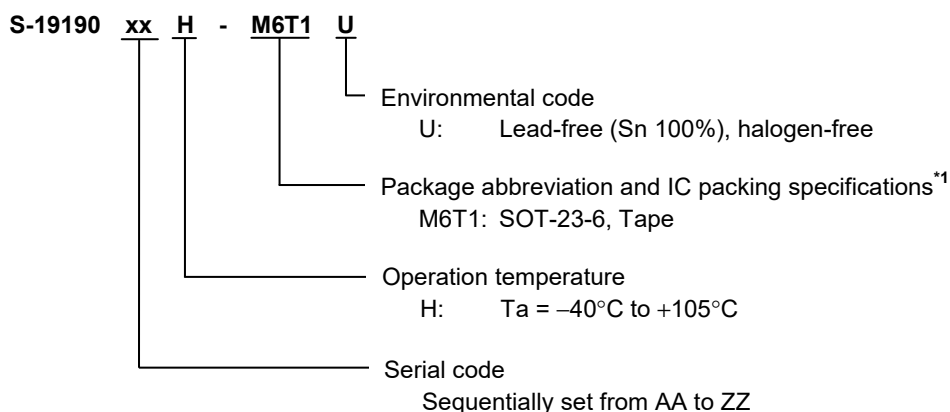 S-19190 xx H - M6T1 U
Environmental code
U: Lead-free (Sn 100%), halogen-free
Package abbreviation and IC packing specifications*1
M6T1: SOT-23-6, Tape
Operation temperature
H: Ta = −40°C to +105°C
Serial code
Sequentially set from AA to ZZ